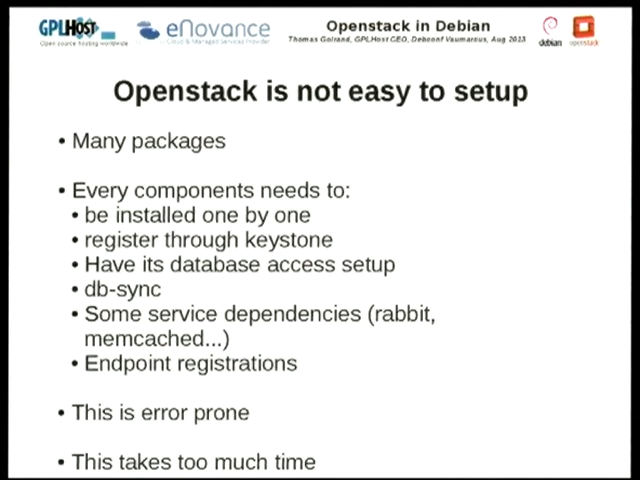 GPLHOST
Open source hosting worldwide
eNovance
Cloud & Managed Services Provider
Openstack in Debian
Thomas Goirand, GPLHost CEO, Debconf Vaumarcus, Aug 2013
debian
openstack
Openstack is not easy to setup
• Many packages
• Every components needs to:
• be installed one by one
• register through keystone
• Have its database access setup
• db-sync
• Some service dependencies (rabbit,
memcached...)
• Endpoint registrations
• This is error prone
• This takes too much time